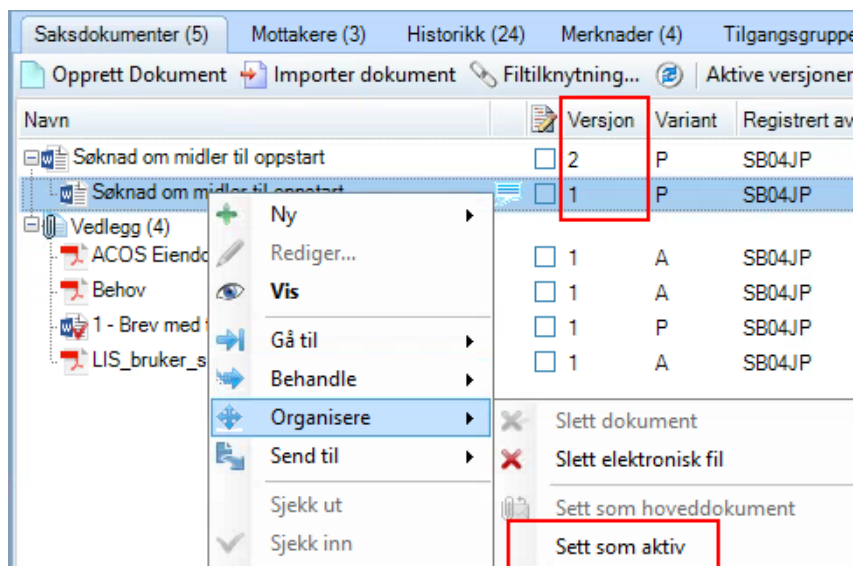 Saksdokumenter (5) Mottakere (3) Historikk (24) Merknader (4) Tilgangsgruppe
Opprett Dokument Importer dokument Filtilknytning... Aktive versjoner
Navn Versjon Variant Registrert av
Søknad om midler til oppstart 2 P SB04JP
Søknad om midler til oppstart 1 P SB04JP
Vedlegg (4)
ACOS Eiendo 1 A SB04JP
Behov 1 A SB04JP
1 - Brev med 1 P SB04JP
LIS_bruker_s 1 A SB04JP
Ny
Rediger...
Vis
Gå til
Behandle
Organisere
Send til
Sjekk ut
Sjekk inn
Slett dokument
Slett elektronisk fil
Sett som hoveddokument
Sett som aktiv